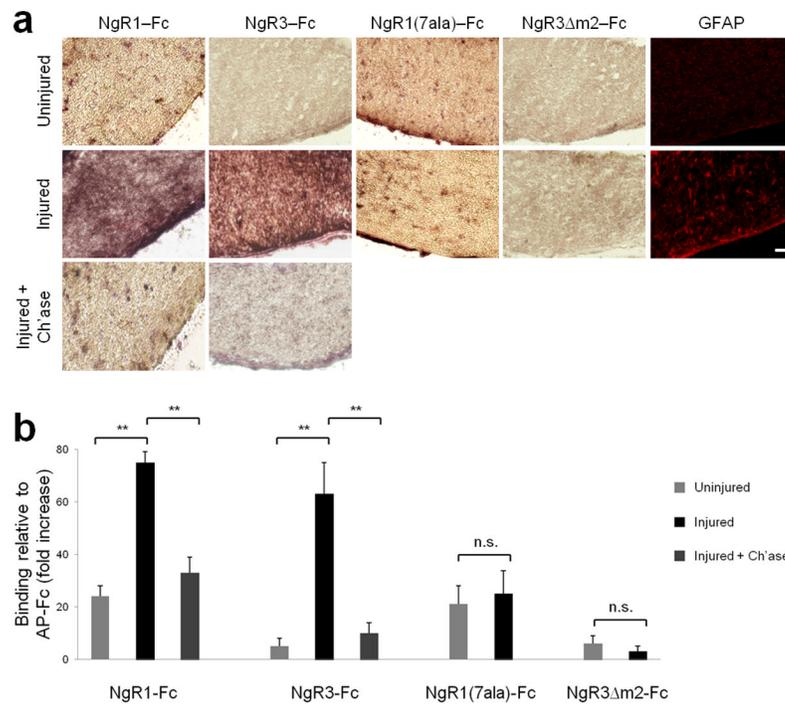 a
NgR1–Fc NgR3–Fc NgR1(7ala)–Fc NgR3Δm2–Fc GFAP
Uninjured
Injured
Injured +
Ch'ase
b
Binding relative to
AP-Fc (fold increase)
80
60
40
20
0
** ** ** ** n.s. n.s.
Uninjured
Injured
Injured + Ch'ase
NgR1-Fc NgR3-Fc NgR1(7ala)-Fc NgR3Δm2-Fc